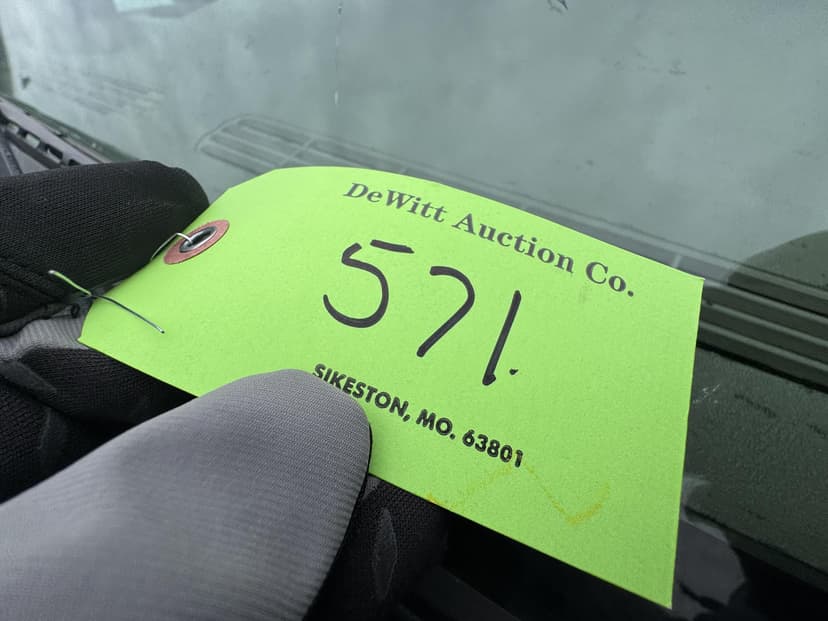 DeWitt Auction Co.
571.
SIKESTON, MO. 63801